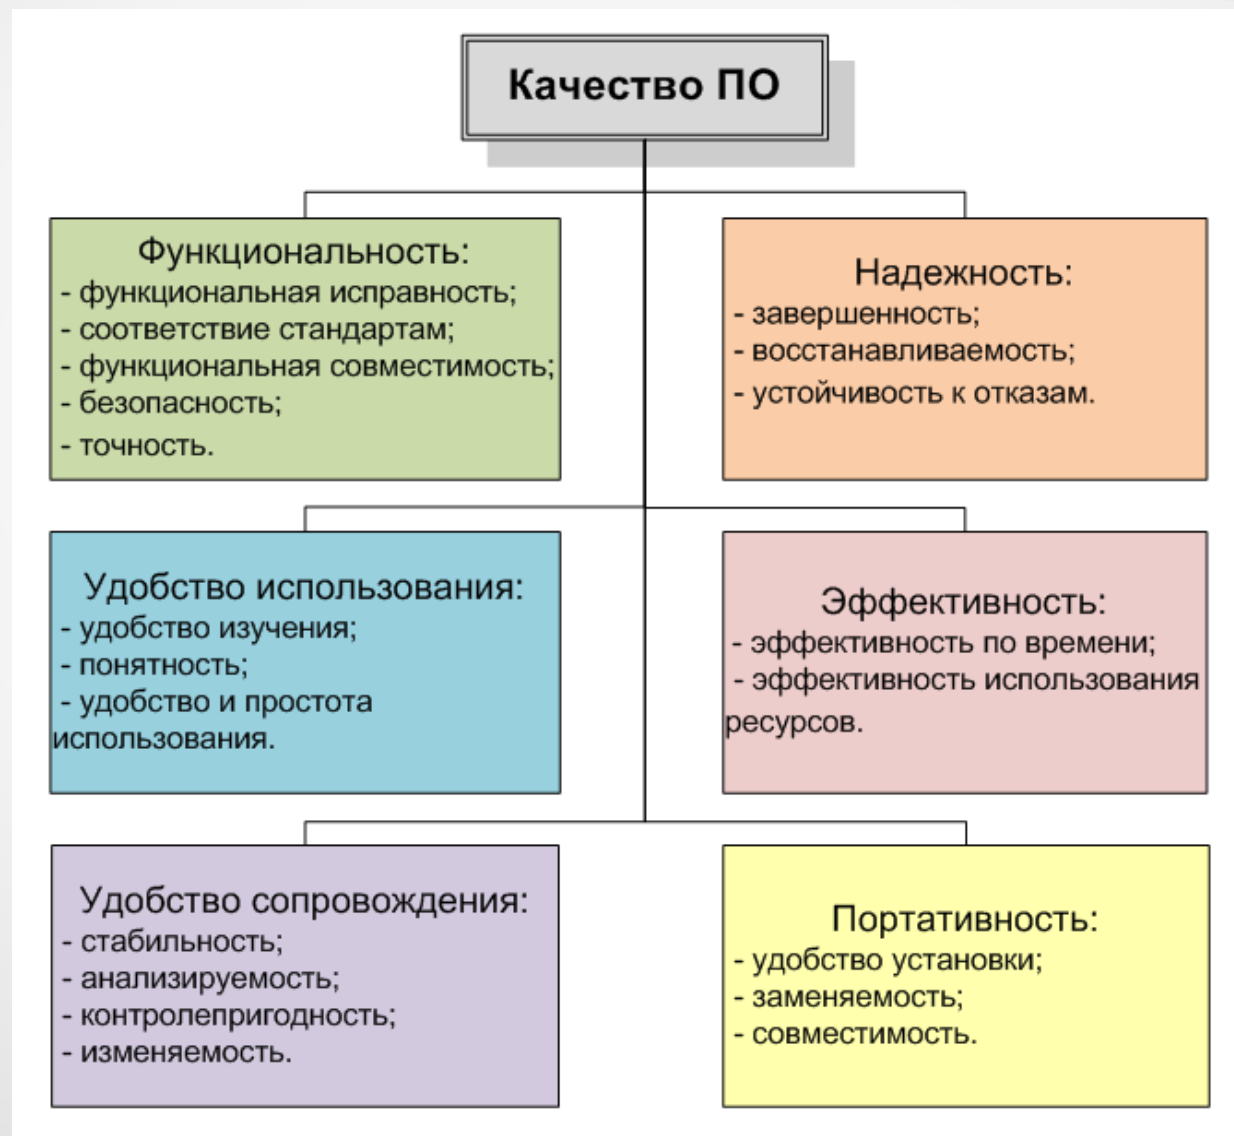 Качество ПО
Функциональность:
- функциональная исправность;
- соответствие стандартам;
- функциональная совместимость;
- безопасность;
- точность.
Надежность:
- завершенность;
- восстанавливаемость;
- устойчивость к отказам.
Удобство использования:
- удобство изучения;
- понятность;
- удобство и простота
использования.
Эффективность:
- эффективность по времени;
- эффективность использования
ресурсов.
Удобство сопровождения:
- стабильность;
- анализируемость;
- контролепригодность;
- изменяемость.
Портативность:
- удобство установки;
- заменяемость;
- совместимость.